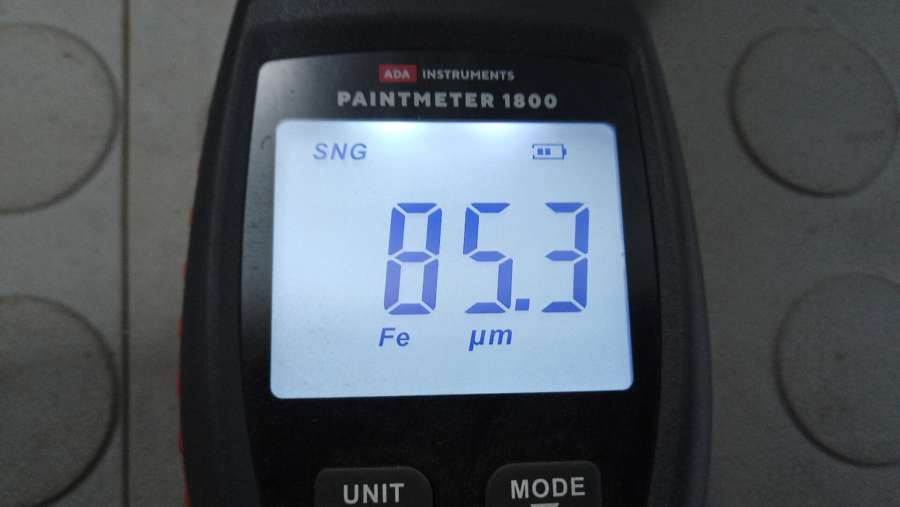 ADA INSTRUMENTS
PAINTMETER 1800
SNG
85.3
Fe μm
UNIT MODE